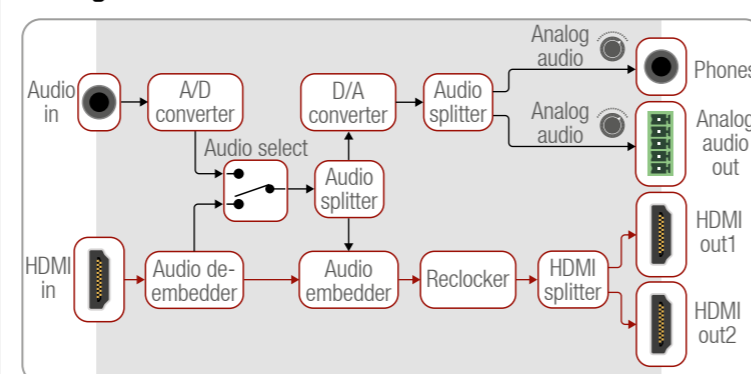 Audio
in
A/D
converter
Audio select
D/A
converter
Audio
splitter
Audio
splitter
Analog
audio
Analog
audio
Phones
Analog
audio
out
HDMI
in
Audio de-
embedder
Audio
embedder
Reclocker
HDMI
splitter
HDMI
out1
HDMI
out2